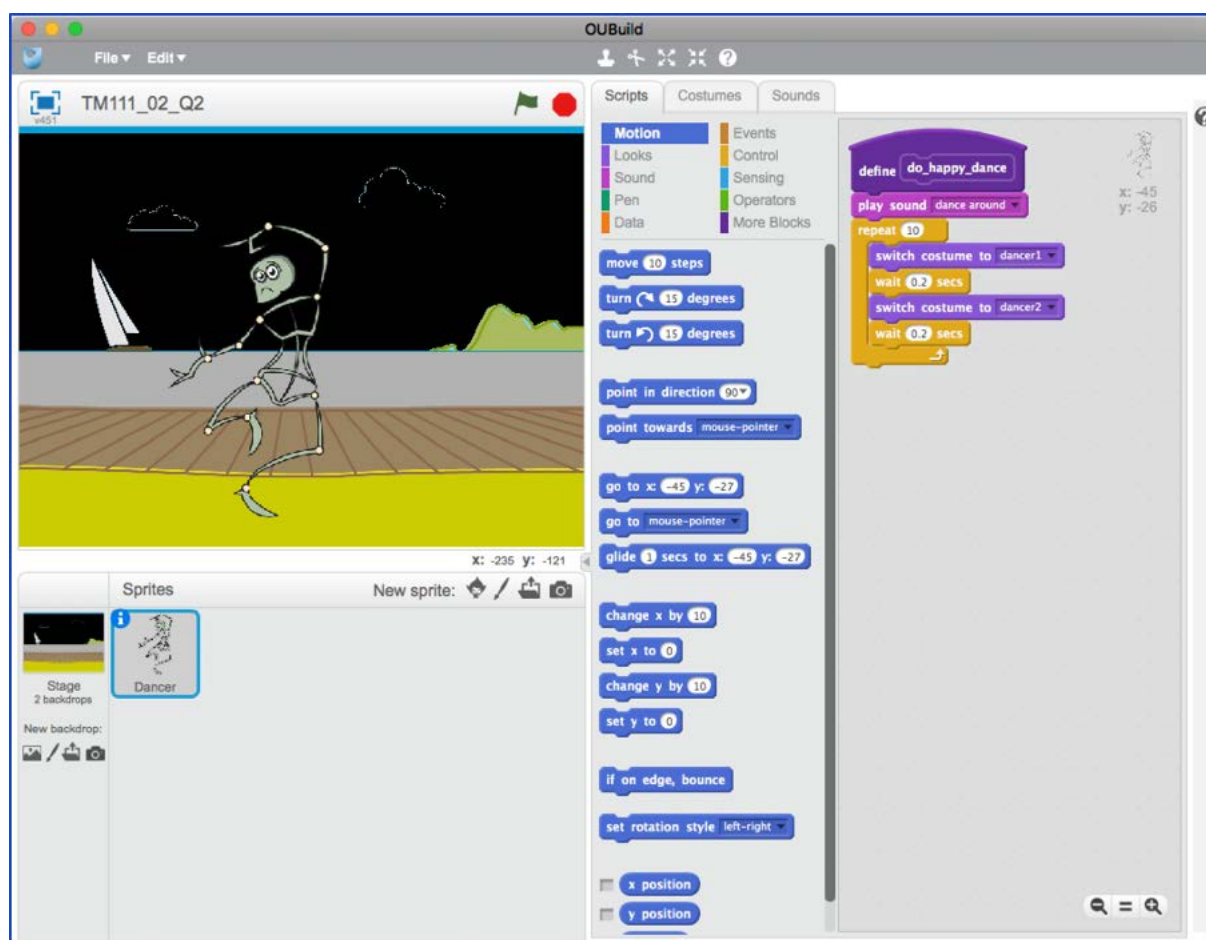 OUBuild
File Edit
TM111_02_Q2
v451
x: -235 y: -121
Sprites
New sprite:
Stage
2 backdrops
New backdrop:
Dancer
Scripts Costumes Sounds
Motion
Looks
Sound
Pen
Data
Events
Control
Sensing
Operators
More Blocks
move 10 steps
turn 15 degrees
turn 15 degrees
point in direction 90
point towards mouse-pointer
go to x: -45 y: -27
go to mouse-pointer
glide 1 secs to x: -45 y: -27
change x by 10
set x to 0
change y by 10
set y to 0
if on edge, bounce
set rotation style left-right
x position
y position
define do_happy_dance
play sound dance around
repeat 10
switch costume to dancer1
wait 0.2 secs
switch costume to dancer2
wait 0.2 secs
x: -45
y: -26